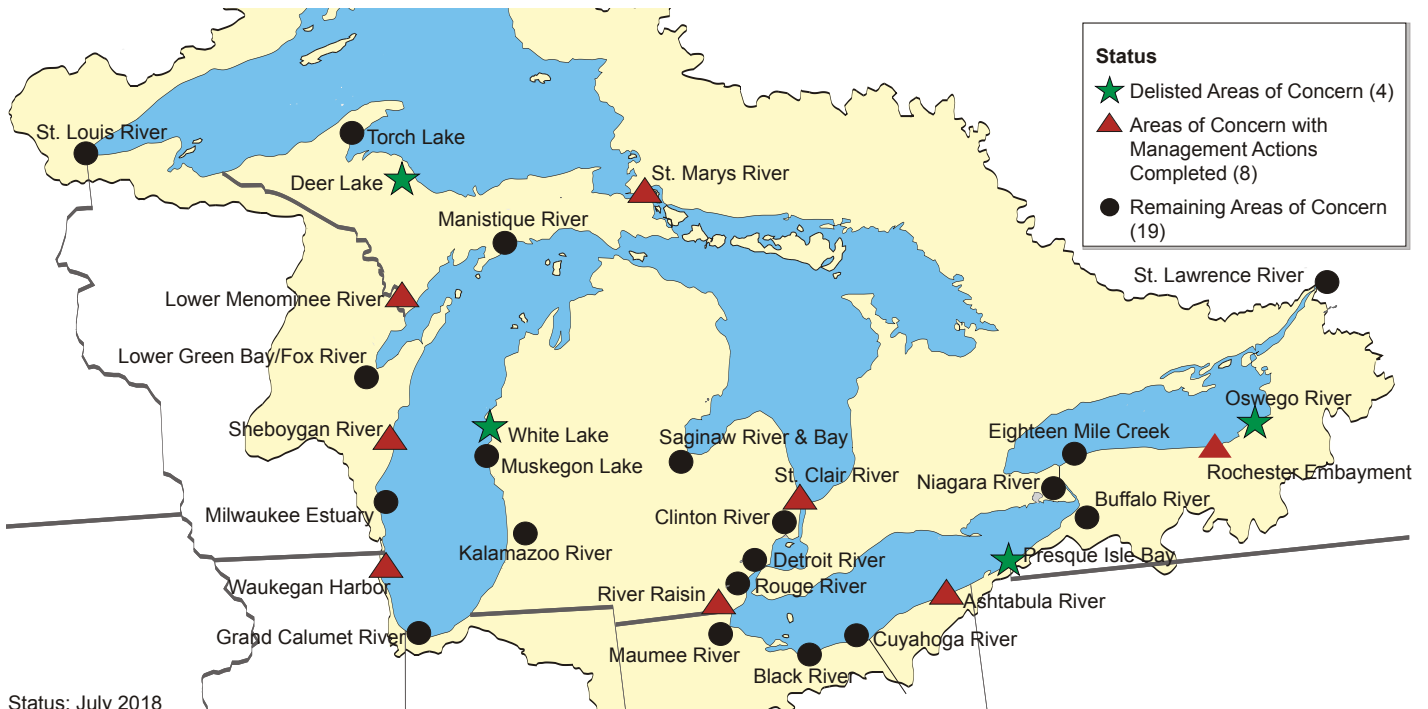 Status
Delisted Areas of Concern (4)
Areas of Concern with
Management Actions
Completed (8)
Remaining Areas of Concern
(19)
St. Louis River
Torch Lake
Deer Lake
St. Marys River
Manistique River
St. Lawrence River
Lower Menominee River
Lower Green Bay/Fox River
Oswego River
Sheboygan River
White Lake
Saginaw River & Bay
Eighteen Mile Creek
Muskegon Lake
Rochester Embayment
St. Clair River
Niagara River
Buffalo River
Milwaukee Estuary
Clinton River
Kalamazoo River
Detroit River
Presque Isle Bay
Waukegan Harbor
Rouge River
River Raisin
Ashtabula River
Grand Calumet River
Cuyahoga River
Maumee River
Black River
Status: July 2018